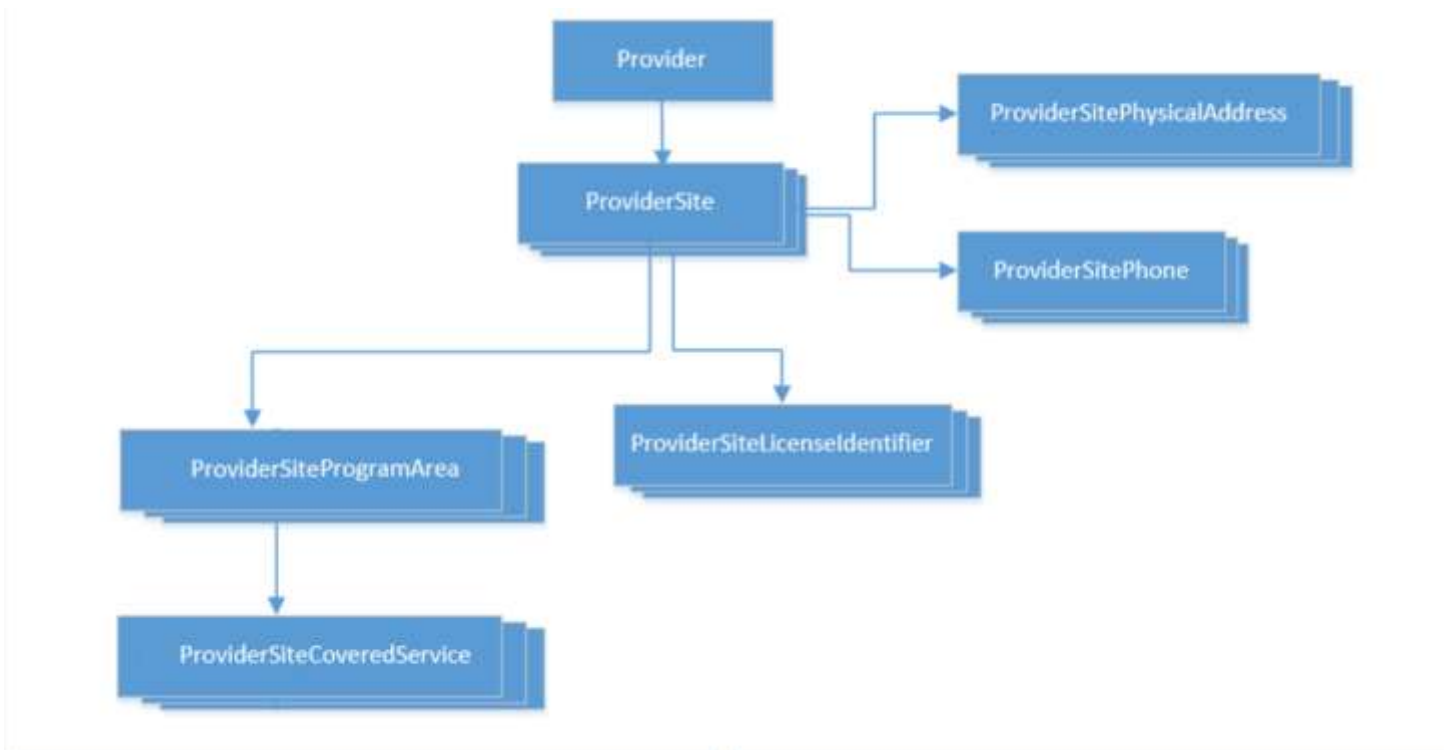 Provider
ProviderSitePhysicalAddress
ProviderSite
ProviderSitePhone
ProviderSiteLicenseIdentifier
ProviderSiteProgramArea
ProviderSiteCoveredService